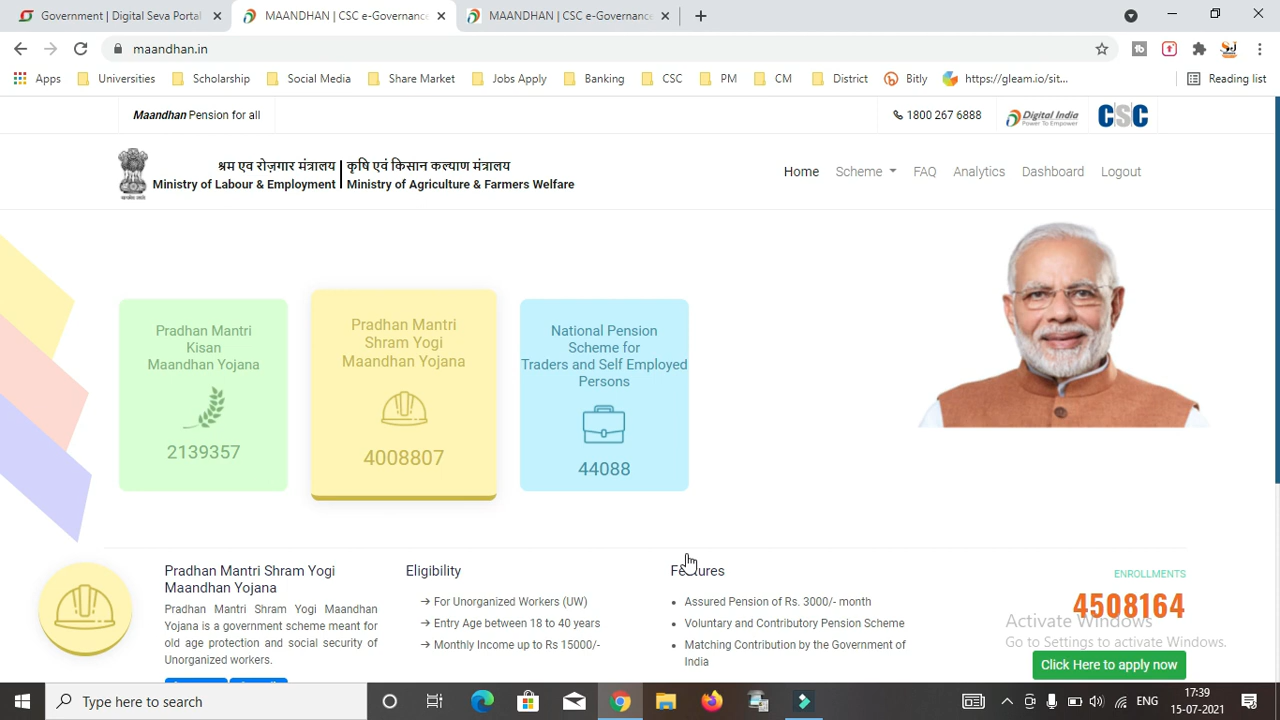 Government | Digital Seva Portal
MAANDHAN | CSC e-Governance
MAANDHAN | CSC e-Governance
maandhan.in
Apps Universities Scholarship Social Media Share Market Jobs Apply Banking CSC PM CM District Bitly https://gleam.io/sit... Reading list
Maandhan Pension for all
1800 267 6888
Digital India
Power To Empower
CSC
श्रम एवं रोज़गार मंत्रालय
Ministry of Labour & Employment
कृषि एवं किसान कल्याण मंत्रालय
Ministry of Agriculture & Farmers Welfare
Home Scheme FAQ Analytics Dashboard Logout
Pradhan Mantri
Kisan
Maandhan Yojana
2139357
Pradhan Mantri
Shram Yogi
Maandhan Yojana
4008807
National Pension
Scheme for
Traders and Self Employed
Persons
44088
Pradhan Mantri Shram Yogi
Maandhan Yojana
Pradhan Mantri Shram Yogi Maandhan
Yojana is a government scheme meant for
old age protection and social security of
Unorganized workers.
Eligibility
→ For Unorganized Workers (UW)
→ Entry Age between 18 to 40 years
→ Monthly Income up to Rs 15000/-
Features
• Assured Pension of Rs. 3000/- month
• Voluntary and Contributory Pension Scheme
• Matching Contribution by the Government of
India
ENROLLMENTS
4508164
Activate Windows
Go to Settings to activate Windows.
Click Here to apply now
Type here to search
ENG
17:39
15-07-2021